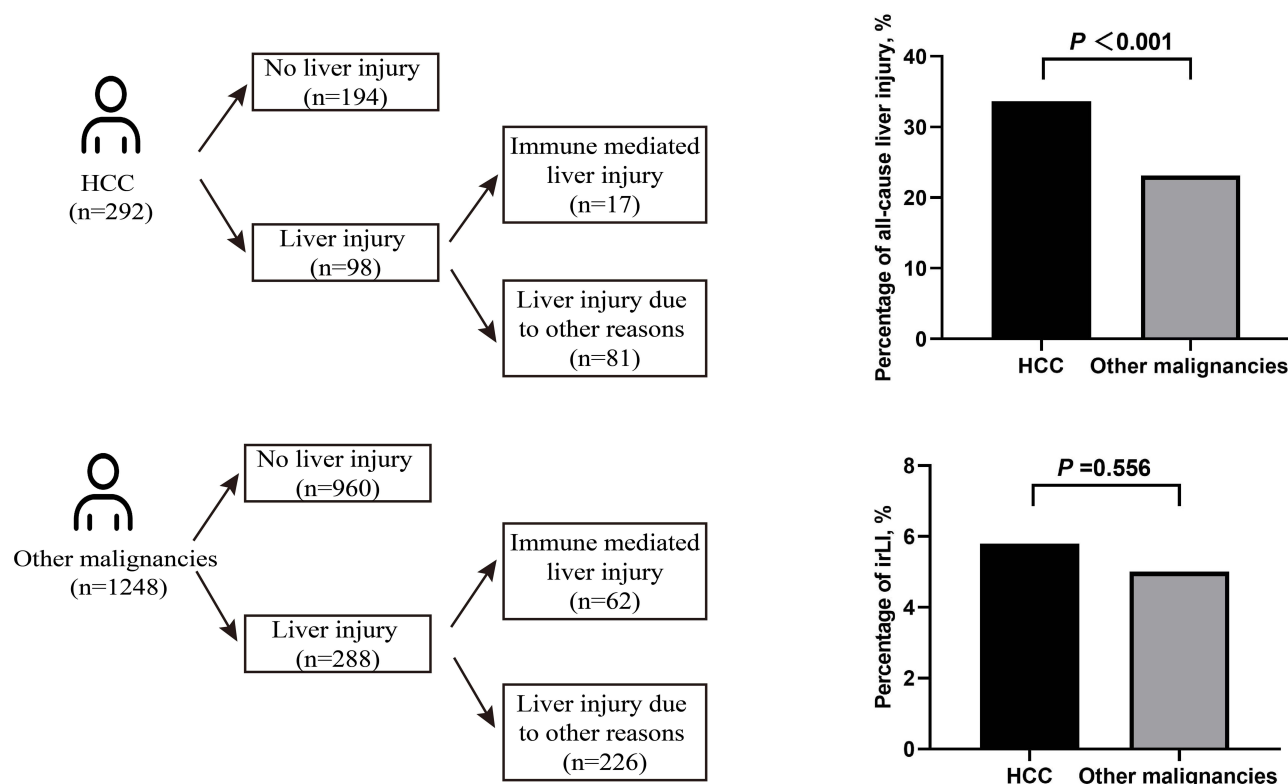 HCC
(n=292)
No liver injury
(n=194)
Liver injury
(n=98)
Immune mediated
liver injury
(n=17)
Liver injury due
to other reasons
(n=81)
Percentage of all-cause liver injury, %
40
30
20
10
0
P <0.001
HCC
Other malignancies
Other malignancies
(n=1248)
No liver injury
(n=960)
Liver injury
(n=288)
Immune mediated
liver injury
(n=62)
Liver injury due
to other reasons
(n=226)
Percentage of irLI, %
8
6
4
2
0
P =0.556
HCC
Other malignancies